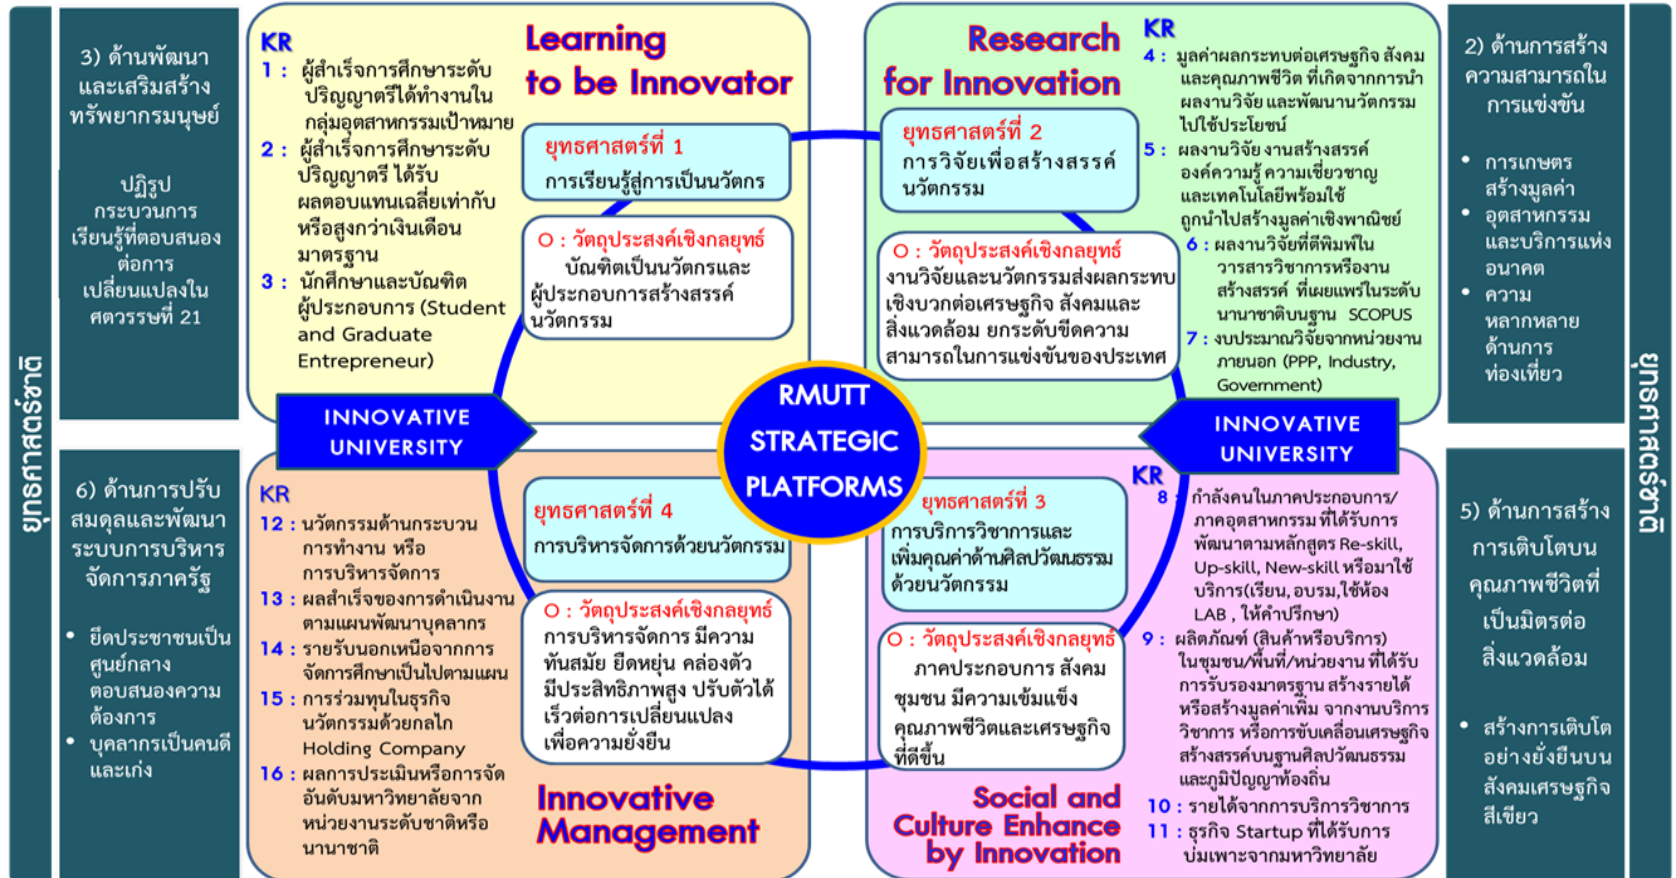 ยุทธศาสตร์ชาติ
3) ด้านพัฒนา
และเสริมสร้าง
ทรัพยากรมนุษย์
ปฏิรูป
กระบวนการ
เรียนรู้ที่ตอบสนอง
ต่อการ
เปลี่ยนแปลงใน
ศตวรรษที่ 21
6) ด้านการปรับ
สมดุลและพัฒนา
ระบบการบริหาร
จัดการภาครัฐ
• ยึดประชาชนเป็น
ศูนย์กลาง
ตอบสนองความ
ต้องการ
• บุคลากรเป็นคนดี
และเก่ง
Learning
to be Innovator
KR
1 : ผู้สำเร็จการศึกษาระดับ
ปริญญาตรีได้ทำงานใน
กลุ่มอุตสาหกรรมเป้าหมาย
2 : ผู้สำเร็จการศึกษาระดับ
ปริญญาตรี ได้รับ
ผลตอบแทนเฉลี่ยเท่ากับ
หรือสูงกว่าเงินเดือน
มาตรฐาน
3 : นักศึกษาและบัณฑิต
ผู้ประกอบการ (Student
and Graduate
Entrepreneur)
ยุทธศาสตร์ที่ 1
การเรียนรู้สู่การเป็นนวัตกร
O : วัตถุประสงค์เชิงกลยุทธ์
บัณฑิตเป็นนวัตกรและ
ผู้ประกอบการสร้างสรรค์
นวัตกรรม
INNOVATIVE
UNIVERSITY
Research
for Innovation
ยุทธศาสตร์ที่ 2
การวิจัยเพื่อสร้างสรรค์
นวัตกรรม
O : วัตถุประสงค์เชิงกลยุทธ์
งานวิจัยและนวัตกรรมส่งผลกระทบ
เชิงบวกต่อเศรษฐกิจ สังคมและ
สิ่งแวดล้อม ยกระดับขีดความ
สามารถในการแข่งขันของประเทศ
KR
4 : มูลค่าผลกระทบต่อเศรษฐกิจ สังคม
และคุณภาพชีวิต ที่เกิดจากการนำ
ผลงานวิจัย และพัฒนานวัตกรรม
ไปใช้ประโยชน์
5 : ผลงานวิจัย งานสร้างสรรค์
องค์ความรู้ ความเชี่ยวชาญ
และเทคโนโลยีพร้อมใช้
ถูกนำไปสร้างมูลค่าเชิงพาณิชย์
6 : ผลงานวิจัยที่ตีพิมพ์ใน
วารสารวิชาการหรืองาน
สร้างสรรค์ ที่เผยแพร่ในระดับ
นานาชาติบนฐาน SCOPUS
7 : งบประมาณวิจัยจากหน่วยงาน
ภายนอก (PPP, Industry,
Government)
INNOVATIVE
UNIVERSITY
RMUTT
STRATEGIC
PLATFORMS
KR
12 : นวัตกรรมด้านกระบวน
การทำงาน หรือ
การบริหารจัดการ
13 : ผลสำเร็จของการดำเนินงาน
ตามแผนพัฒนาบุคลากร
14 : รายรับนอกเหนือจากการ
จัดการศึกษาเป็นไปตามแผน
15 : การร่วมทุนในธุรกิจ
นวัตกรรมด้วยกลไก
Holding Company
16 : ผลการประเมินหรือการจัด
อันดับมหาวิทยาลัยจาก
หน่วยงานระดับชาติหรือ
นานาชาติ
ยุทธศาสตร์ที่ 4
การบริหารจัดการด้วยนวัตกรรม
O : วัตถุประสงค์เชิงกลยุทธ์
การบริหารจัดการ มีความ
ทันสมัย ยืดหยุ่น คล่องตัว
มีประสิทธิภาพสูง ปรับตัวได้
เร็วต่อการเปลี่ยนแปลง
เพื่อความยั่งยืน
Innovative
Management
ยุทธศาสตร์ที่ 3
การบริการวิชาการและ
เพิ่มคุณค่าด้านศิลปวัฒนธรรม
ด้วยนวัตกรรม
O : วัตถุประสงค์เชิงกลยุทธ์
ภาคประกอบการ สังคม
ชุมชน มีความเข้มแข็ง
คุณภาพชีวิตและเศรษฐกิจ
ที่ดีขึ้น
Social and
Culture Enhance
by Innovation
KR
8 : กำลังคนในภาคประกอบการ/
ภาคอุตสาหกรรม ที่ได้รับการ
พัฒนาตามหลักสูตร Re-skill,
Up-skill, New-skill หรือมาใช้
บริการ(เรียน, อบรม,ใช้ห้อง
LAB , ให้คำปรึกษา)
9 : ผลิตภัณฑ์ (สินค้าหรือบริการ)
ในชุมชน/พื้นที่/หน่วยงาน ที่ได้รับ
การรับรองมาตรฐาน สร้างรายได้
หรือสร้างมูลค่าเพิ่ม จากงานบริการ
วิชาการ หรือการขับเคลื่อนเศรษฐกิจ
สร้างสรรค์บนฐานศิลปวัฒนธรรม
และภูมิปัญญาท้องถิ่น
10 : รายได้จากการบริการวิชาการ
11 : ธุรกิจ Startup ที่ได้รับการ
บ่มเพาะจากมหาวิทยาลัย
2) ด้านการสร้าง
ความสามารถใน
การแข่งขัน
• การเกษตร
สร้างมูลค่า
• อุตสาหกรรม
และบริการแห่ง
อนาคต
• ความ
หลากหลาย
ด้านการ
ท่องเที่ยว
5) ด้านการสร้าง
การเติบโตบน
คุณภาพชีวิตที่
เป็นมิตรต่อ
สิ่งแวดล้อม
• สร้างการเติบโต
อย่างยั่งยืนบน
สังคมเศรษฐกิจ
สีเขียว
ยุทธศาสตร์ชาติ